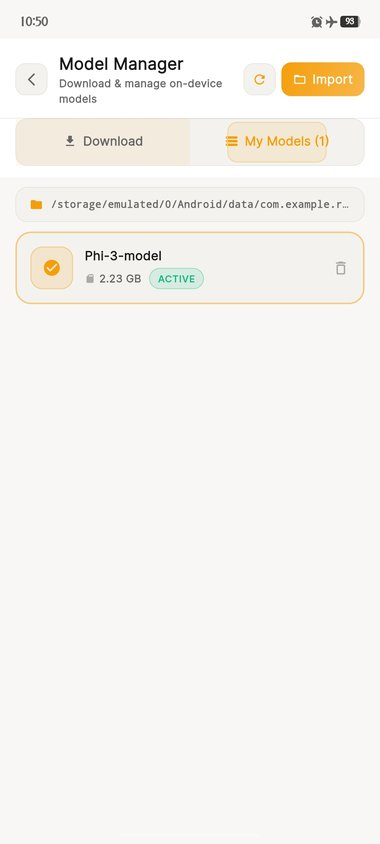 10:50
93
Model Manager
Download & manage on-device
models
Import
Download
My Models (1)
/storage/emulated/0/Android/data/com.example.r…
Phi-3-model
2.23 GB
ACTIVE